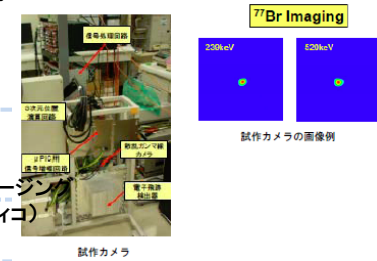 信号処理回路
3次元位置
演算回路
μPIC用
信号増幅回路
散乱ガンマ線
カメラ
電子飛跡
検出器
ージング
ィコ）
試作カメラ
⁷⁷Br Imaging
239keV
520keV
試作カメラの画像例